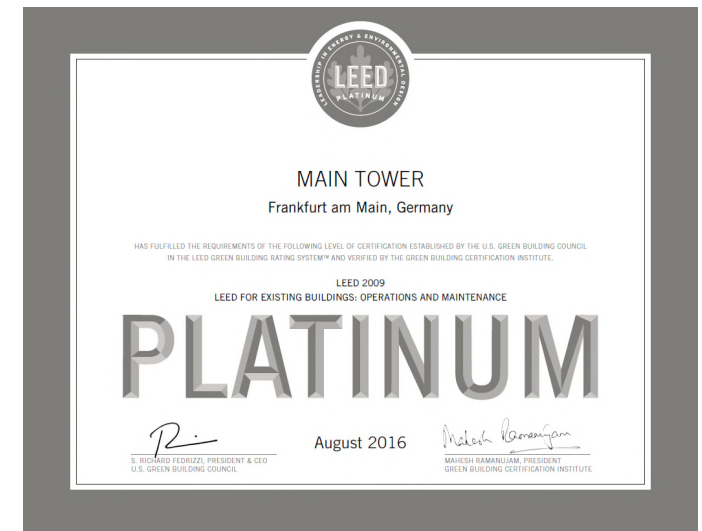 LEADERSHIP IN ENERGY & ENVIRONMENTAL DESIGN
LEED
PLATINUM
MAIN TOWER
Frankfurt am Main, Germany
HAS FULFILLED THE REQUIREMENTS OF THE FOLLOWING LEVEL OF CERTIFICATION ESTABLISHED BY THE U.S. GREEN BUILDING COUNCIL
IN THE LEED GREEN BUILDING RATING SYSTEM™ AND VERIFIED BY THE GREEN BUILDING CERTIFICATION INSTITUTE.
LEED 2009
LEED FOR EXISTING BUILDINGS: OPERATIONS AND MAINTENANCE
PLATINUM
August 2016
Mahesh Ramanujam
S. RICHARD FEDRIZZI, PRESIDENT & CEO
U.S. GREEN BUILDING COUNCIL
MAHESH RAMANUJAM, PRESIDENT
GREEN BUILDING CERTIFICATION INSTITUTE